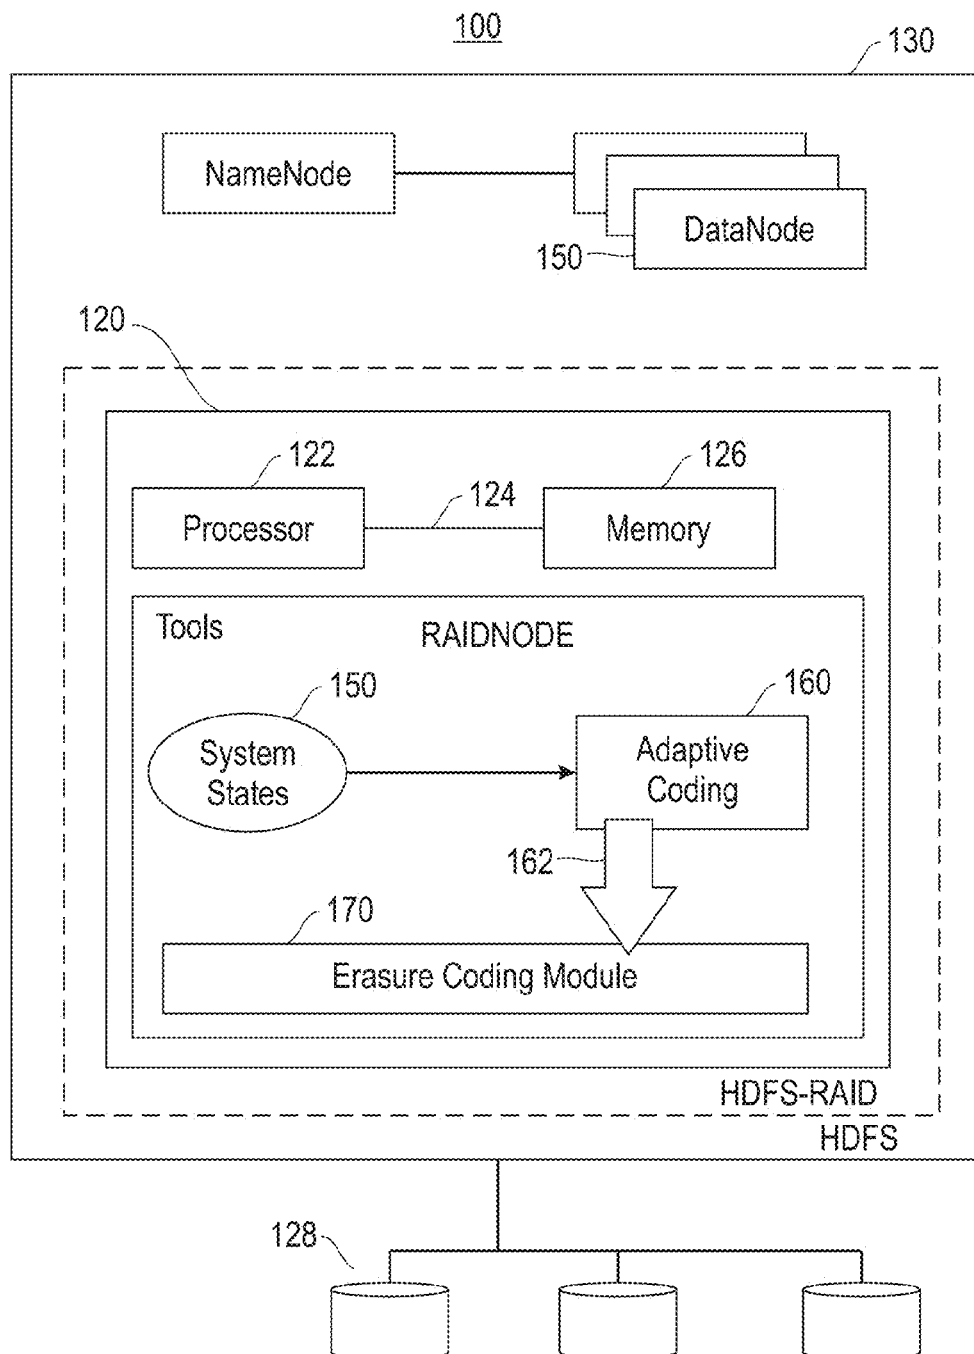 100
130
NameNode
DataNode
150
120
122
126
124
Processor
Memory
Tools
RAIDNODE
150
160
System
States
Adaptive
Coding
162
170
Erasure Coding Module
HDFS-RAID
HDFS
128